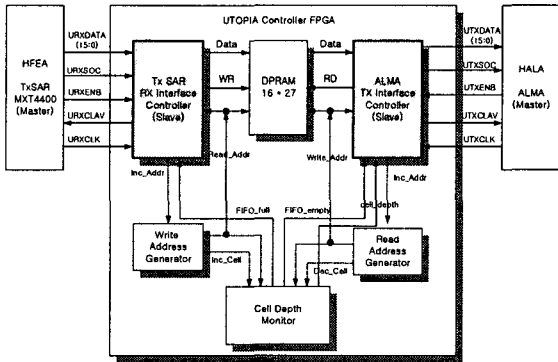 UTOPIA Controller FPGA
HFEA
TxSAR
MXT4400
(Master)
URXDATA
(15:0)
URXSOC
URXENB
URXCLAV
URXCLK
Tx SAR
RX Interface
Controller
(Slave)
Data
WR
Read_Addr
DPRAM
16 * 27
Data
RD
Write_Addr
ALMA
TX Interface
Controller
(Slave)
UTXDATA
(15:0)
UTXSOC
UTXENB
UTXCLAV
UTXCLK
HALA
ALMA
(Master)
Inc_Addr
FIFO_full
FIFO_empty
cell_depth
Inc_Addr
Write
Address
Generator
Inc_Cell
Dec_Cell
Read
Address
Generator
Cell Depth
Monitor